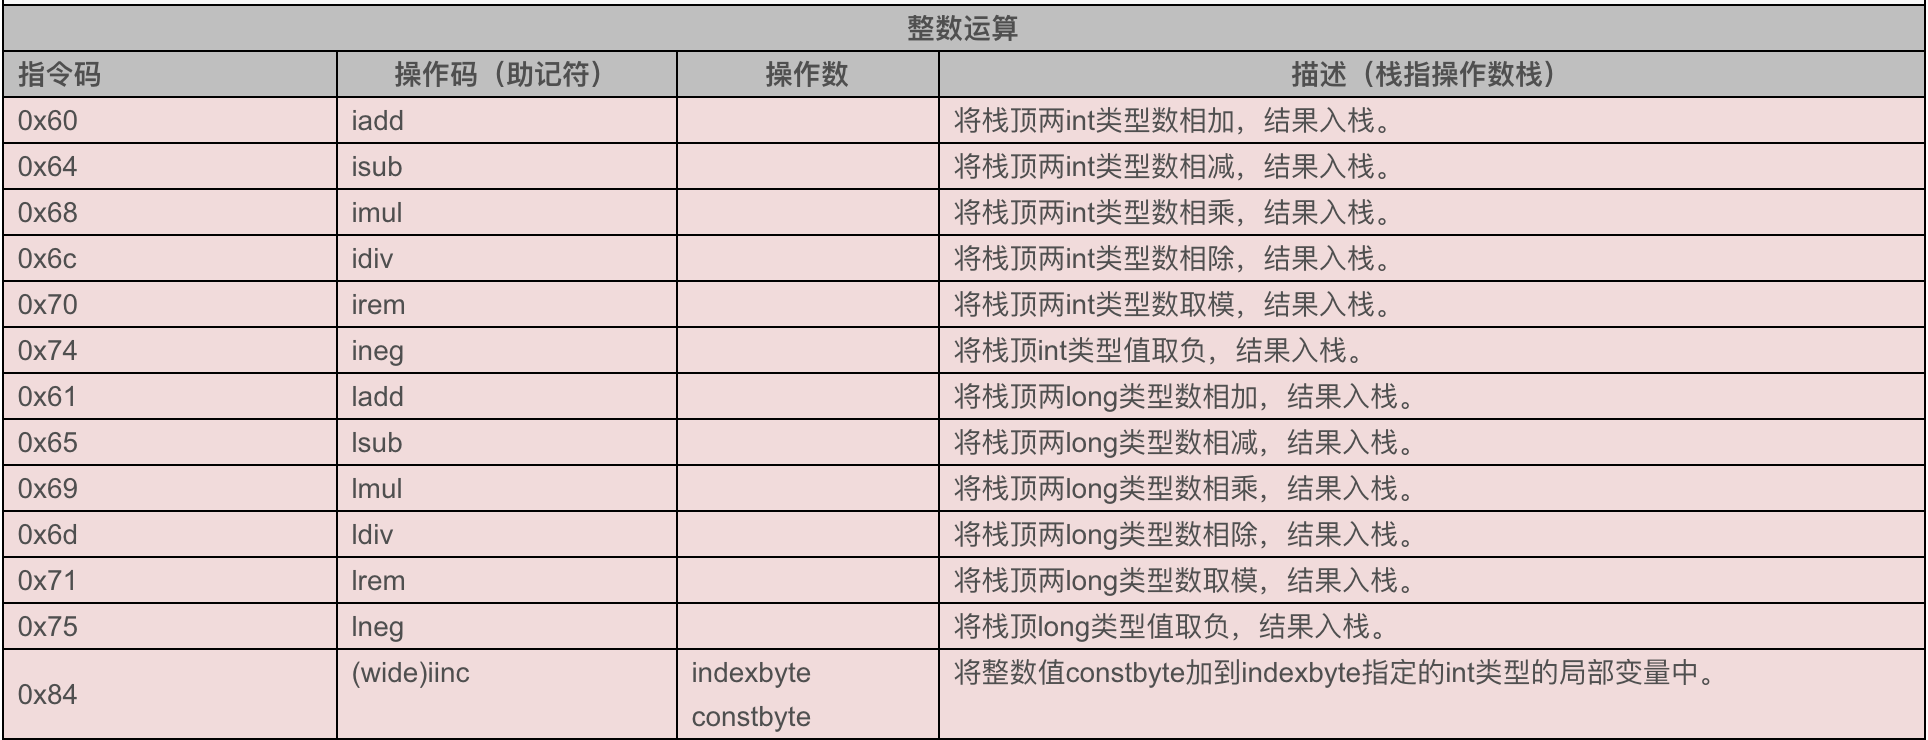 整数运算
指令码 操作码（助记符） 操作数 描述（栈指操作数栈）
0x60 iadd 将栈顶两int类型数相加，结果入栈。
0x64 isub 将栈顶两int类型数相减，结果入栈。
0x68 imul 将栈顶两int类型数相乘，结果入栈。
0x6c idiv 将栈顶两int类型数相除，结果入栈。
0x70 irem 将栈顶两int类型数取模，结果入栈。
0x74 ineg 将栈顶int类型值取负，结果入栈。
0x61 ladd 将栈顶两long类型数相加，结果入栈。
0x65 lsub 将栈顶两long类型数相减，结果入栈。
0x69 lmul 将栈顶两long类型数相乘，结果入栈。
0x6d ldiv 将栈顶两long类型数相除，结果入栈。
0x71 lrem 将栈顶两long类型数取模，结果入栈。
0x75 lneg 将栈顶long类型值取负，结果入栈。
0x84 (wide)iinc indexbyte 将整数值constbyte加到indexbyte指定的int类型的局部变量中。
constbyte